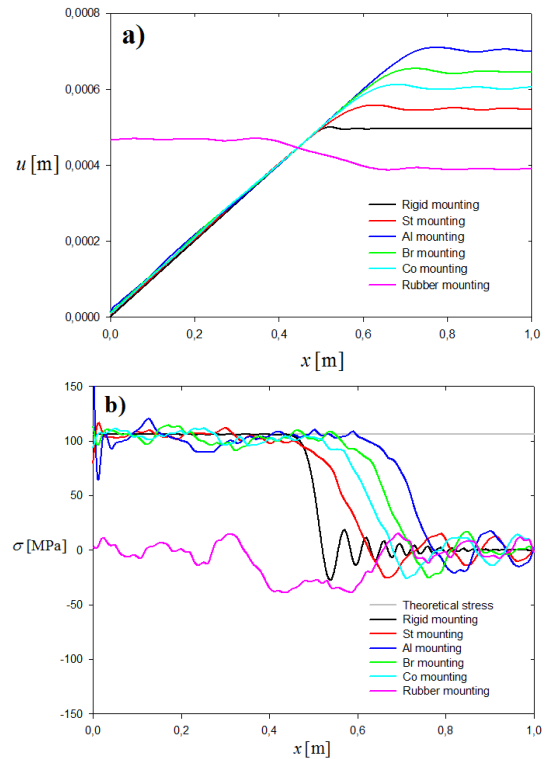 a)
0,0008
0,0006
0,0004
0,0002
0,0000
u [m]
Rigid mounting
St mounting
Al mounting
Br mounting
Co mounting
Rubber mounting
0,0 0,2 0,4 0,6 0,8 1,0
x [m]
b)
150
100
50
0
-50
-100
-150
σ [MPa]
Theoretical stress
Rigid mounting
St mounting
Al mounting
Br mounting
Co mounting
Rubber mounting
0,0 0,2 0,4 0,6 0,8 1,0
x [m]